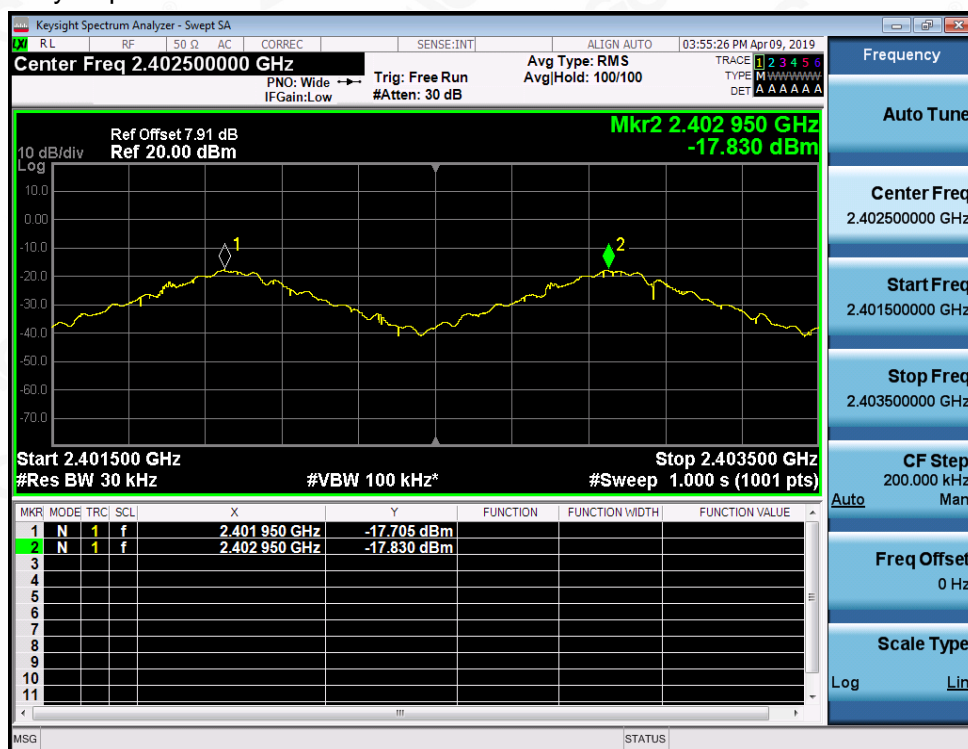 Keysight Spectrum Analyzer - Swept SA
LXI RL RF 50 Ω AC CORREC SENSE:INT ALIGN AUTO 03:55:26 PM Apr 09, 2019
Center Freq 2.402500000 GHz
PNO: Wide
IFGain:Low
Trig: Free Run
#Atten: 30 dB
Avg Type: RMS
Avg|Hold: 100/100
TRACE 1 2 3 4 5 6
TYPE M W W W W W
DET A A A A A A
Ref Offset 7.91 dB
10 dB/div Ref 20.00 dBm
Log
Mkr2 2.402 950 GHz
-17.830 dBm
10.0
0.00
-10.0
-20.0
-30.0
-40.0
-50.0
-60.0
-70.0
1
2
Start 2.401500 GHz Stop 2.403500 GHz
#Res BW 30 kHz #VBW 100 kHz* #Sweep 1.000 s (1001 pts)
MKR MODE TRC SCL X Y FUNCTION FUNCTION WIDTH FUNCTION VALUE
1 N 1 f 2.401 950 GHz -17.705 dBm
2 N 1 f 2.402 950 GHz -17.830 dBm
3
4
5
6
7
8
9
10
11
MSG STATUS
Frequency
Auto Tune
Center Freq
2.402500000 GHz
Start Freq
2.401500000 GHz
Stop Freq
2.403500000 GHz
CF Step
200.000 kHz
Auto Man
Freq Offset
0 Hz
Scale Type
Log Lin